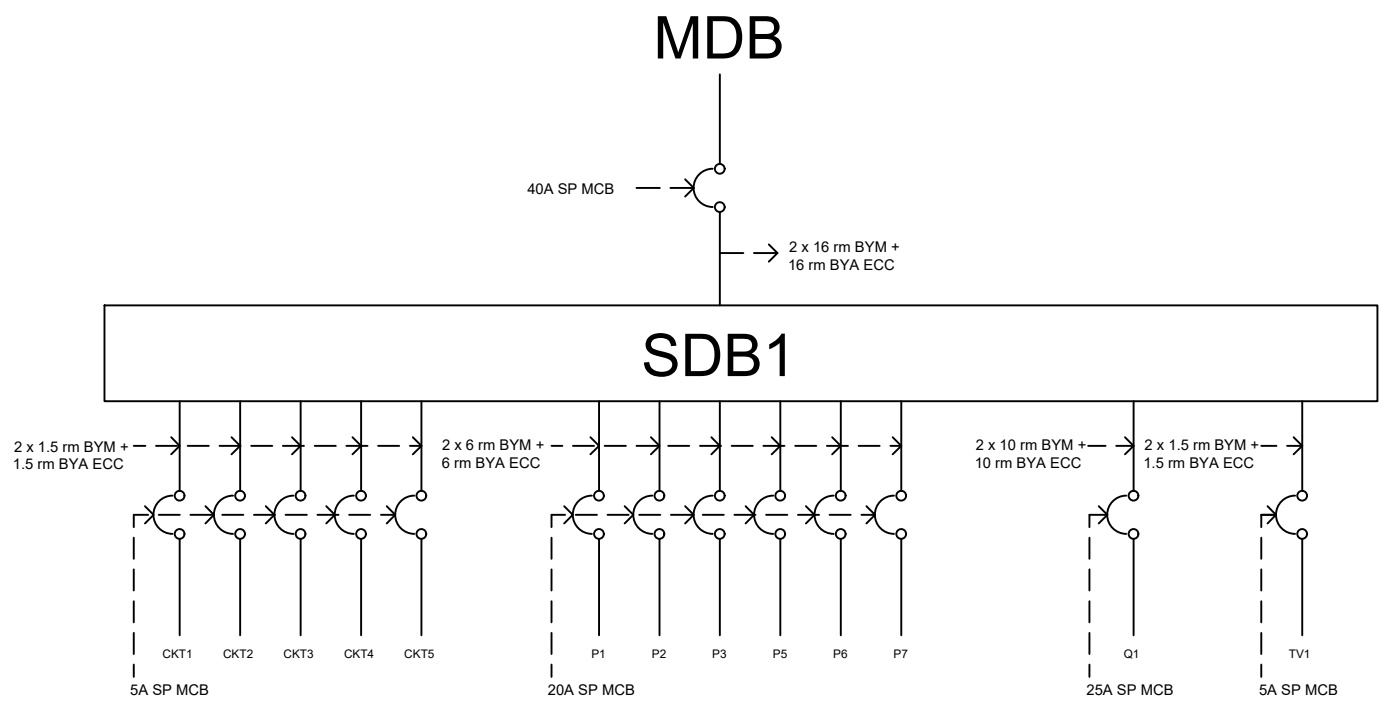 MDB
40A SP MCB
2 x 16 rm BYM +
16 rm BYA ECC
SDB1
2 x 1.5 rm BYM +
1.5 rm BYA ECC
2 x 6 rm BYM +
6 rm BYA ECC
2 x 10 rm BYM +
10 rm BYA ECC
2 x 1.5 rm BYM +
1.5 rm BYA ECC
CKT1 CKT2 CKT3 CKT4 CKT5 P1 P2 P3 P5 P6 P7 Q1 TV1
5A SP MCB 20A SP MCB 25A SP MCB 5A SP MCB